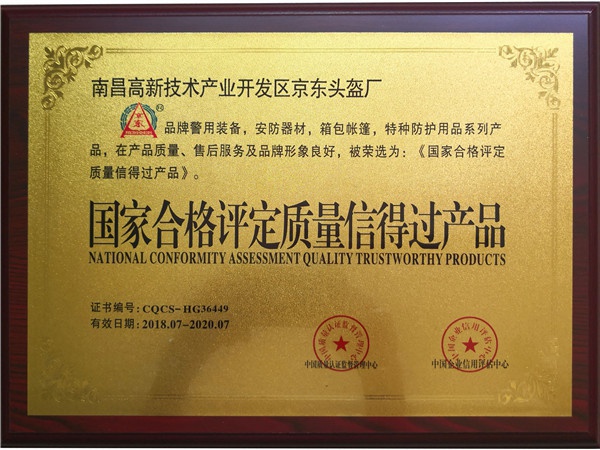 南昌高新技术产业开发区京东头盔厂
京东
品牌警用装备，安防器材，箱包帐篷，特种防护用品系列产
品，在产品质量、售后服务及品牌形象良好，被荣选为：《国家合格评定
质量信得过产品》。
国家合格评定质量信得过产品
NATIONAL CONFORMITY ASSESSMENT QUALITY TRUSTWORTHY PRODUCTS
证书编号：CQCS-HG36449
有效日期：2018.07-2020.07
中国质量认证监督管理中心
中国企业信用评估中心